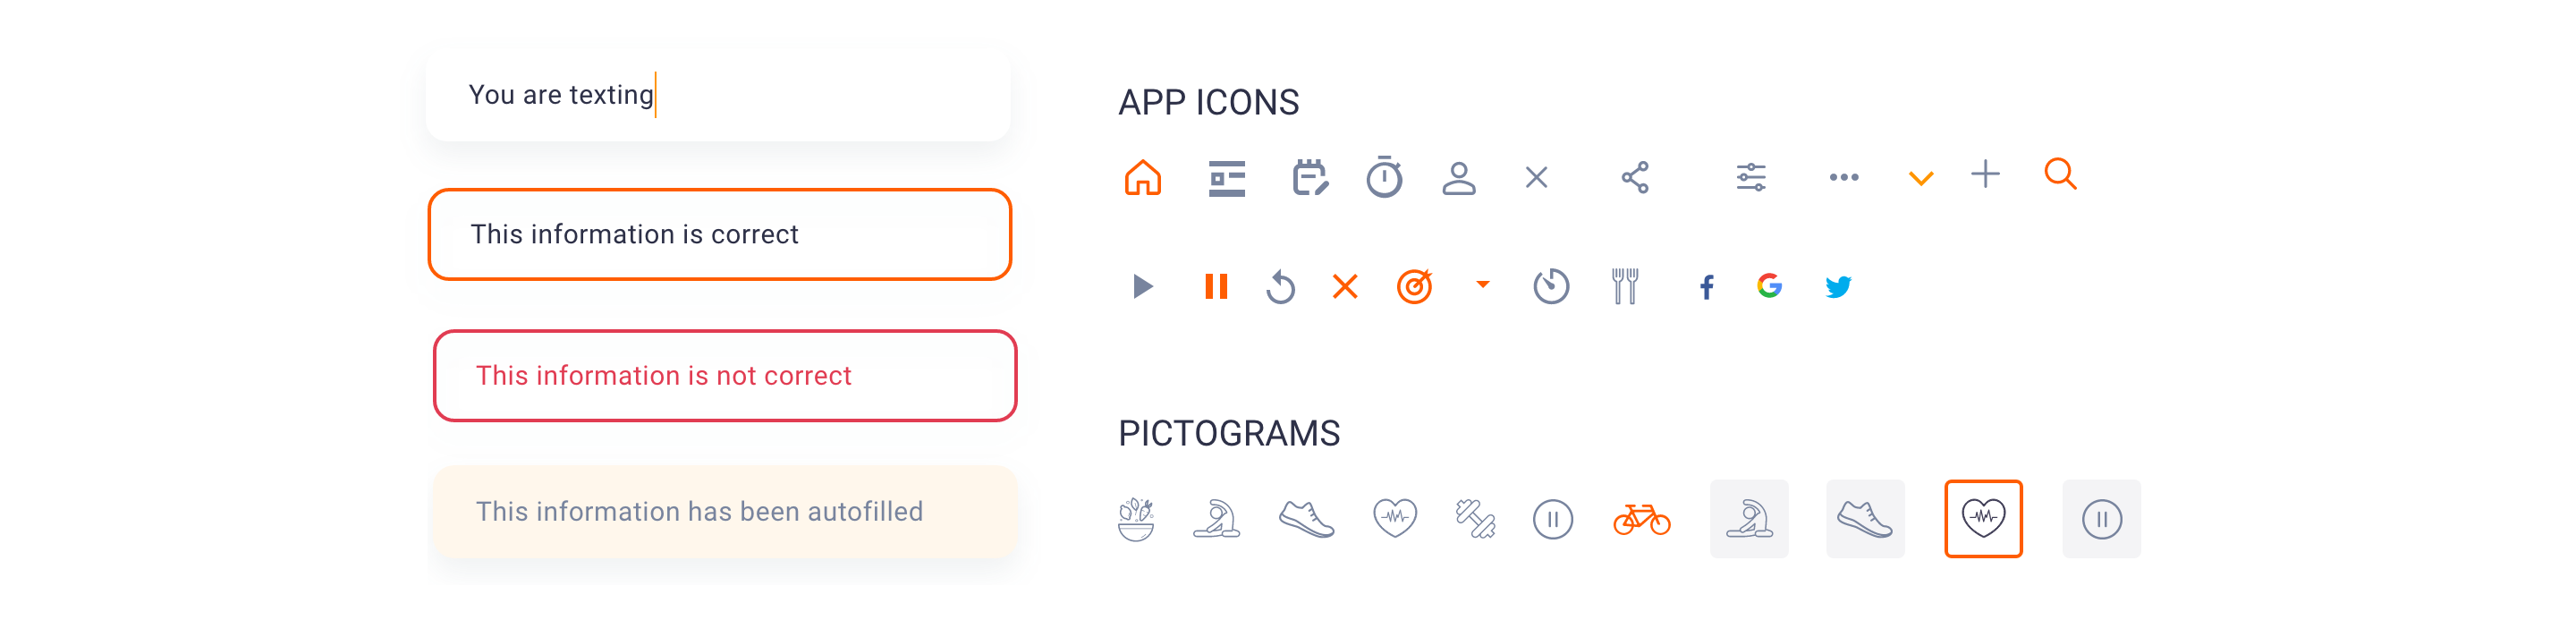 You are texting
This information is correct
This information is not correct
This information has been autofilled
APP ICONS
PICTOGRAMS